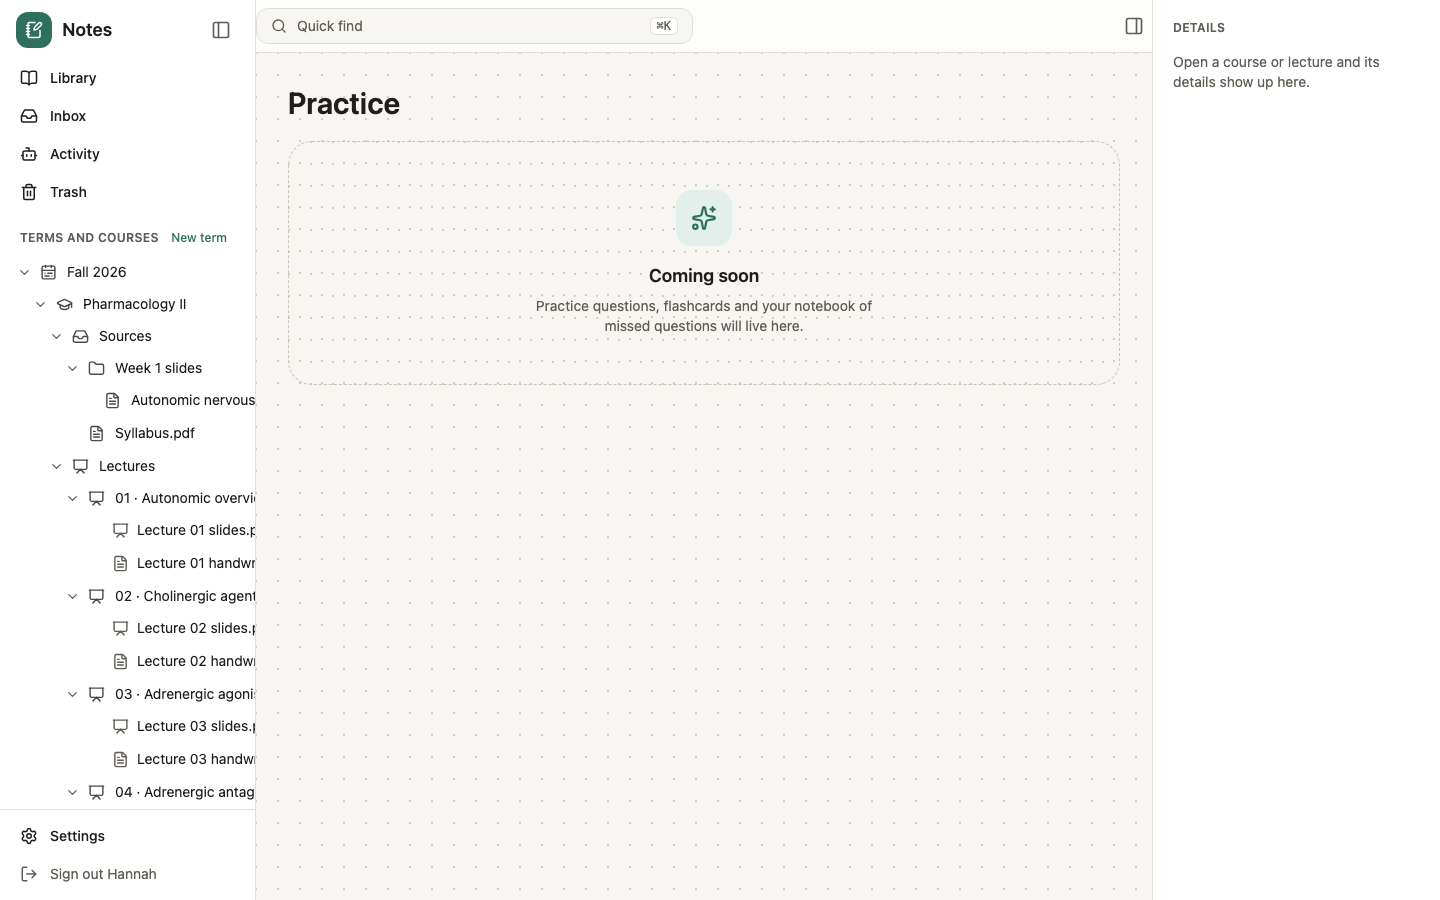 Notes
Library
Inbox
Activity
Trash
TERMS AND COURSES New term
Fall 2026
Pharmacology II
Sources
Week 1 slides
Autonomic nervous
Syllabus.pdf
Lectures
01 · Autonomic overvi
Lecture 01 slides.p
Lecture 01 handwr
02 · Cholinergic agent
Lecture 02 slides.p
Lecture 02 handwr
03 · Adrenergic agonis
Lecture 03 slides.p
Lecture 03 handwr
04 · Adrenergic antag
Settings
Sign out Hannah
Quick find ⌘K
Practice
Coming soon
Practice questions, flashcards and your notebook of
missed questions will live here.
DETAILS
Open a course or lecture and its
details show up here.